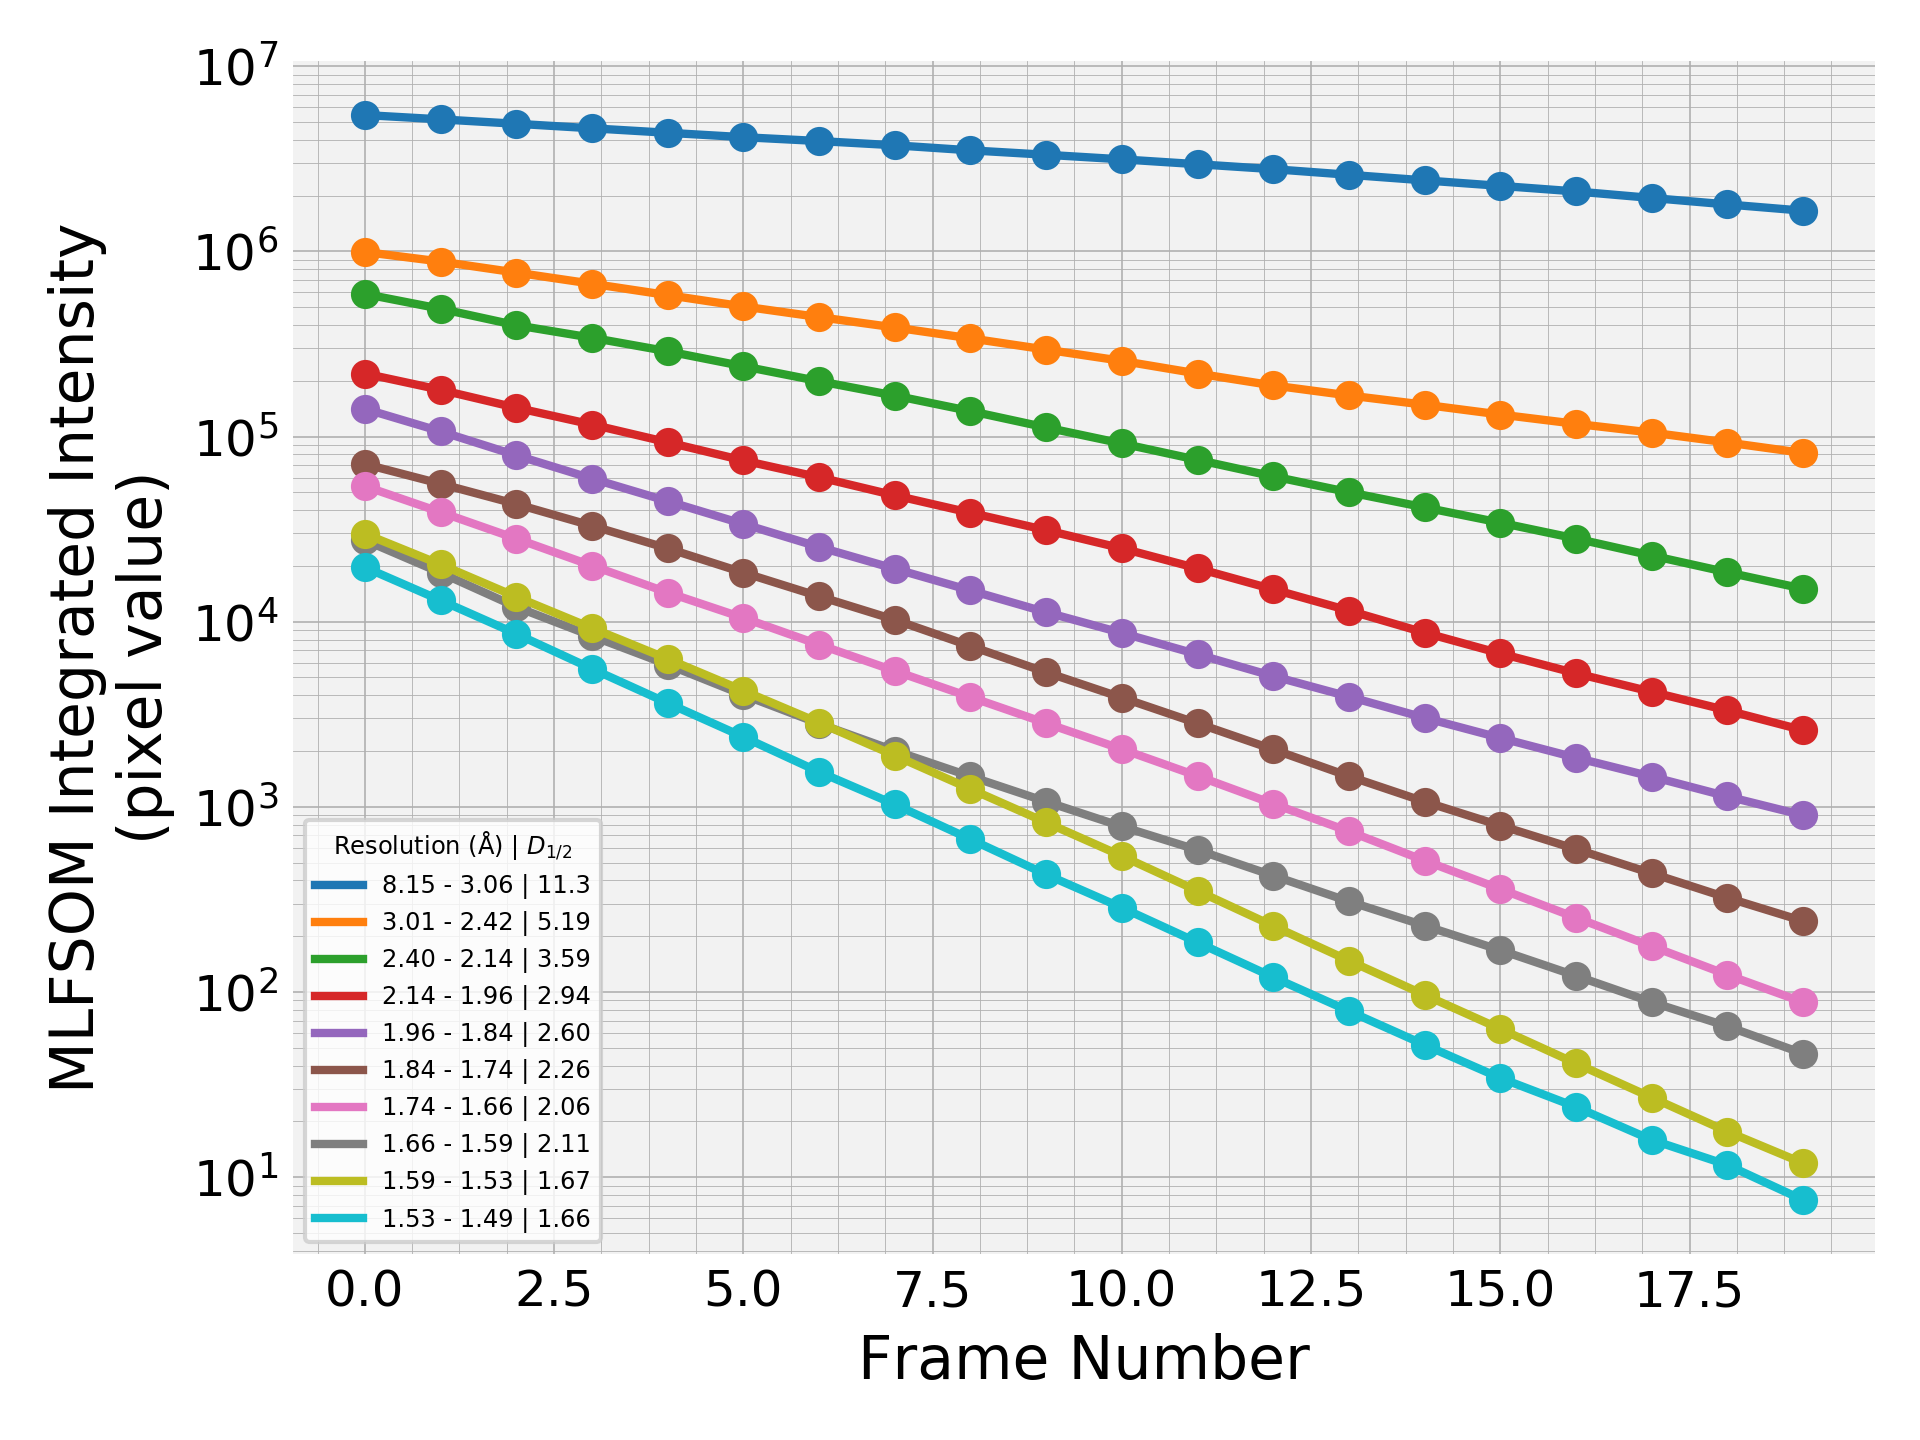 10^7
10^6
10^5
10^4
10^3
10^2
10^1
MLFSOM Integrated Intensity
(pixel value)
Resolution (Å) | D_{1/2}
8.15 - 3.06 | 11.3
3.01 - 2.42 | 5.19
2.40 - 2.14 | 3.59
2.14 - 1.96 | 2.94
1.96 - 1.84 | 2.60
1.84 - 1.74 | 2.26
1.74 - 1.66 | 2.06
1.66 - 1.59 | 2.11
1.59 - 1.53 | 1.67
1.53 - 1.49 | 1.66
0.0 2.5 5.0 7.5 10.0 12.5 15.0 17.5
Frame Number